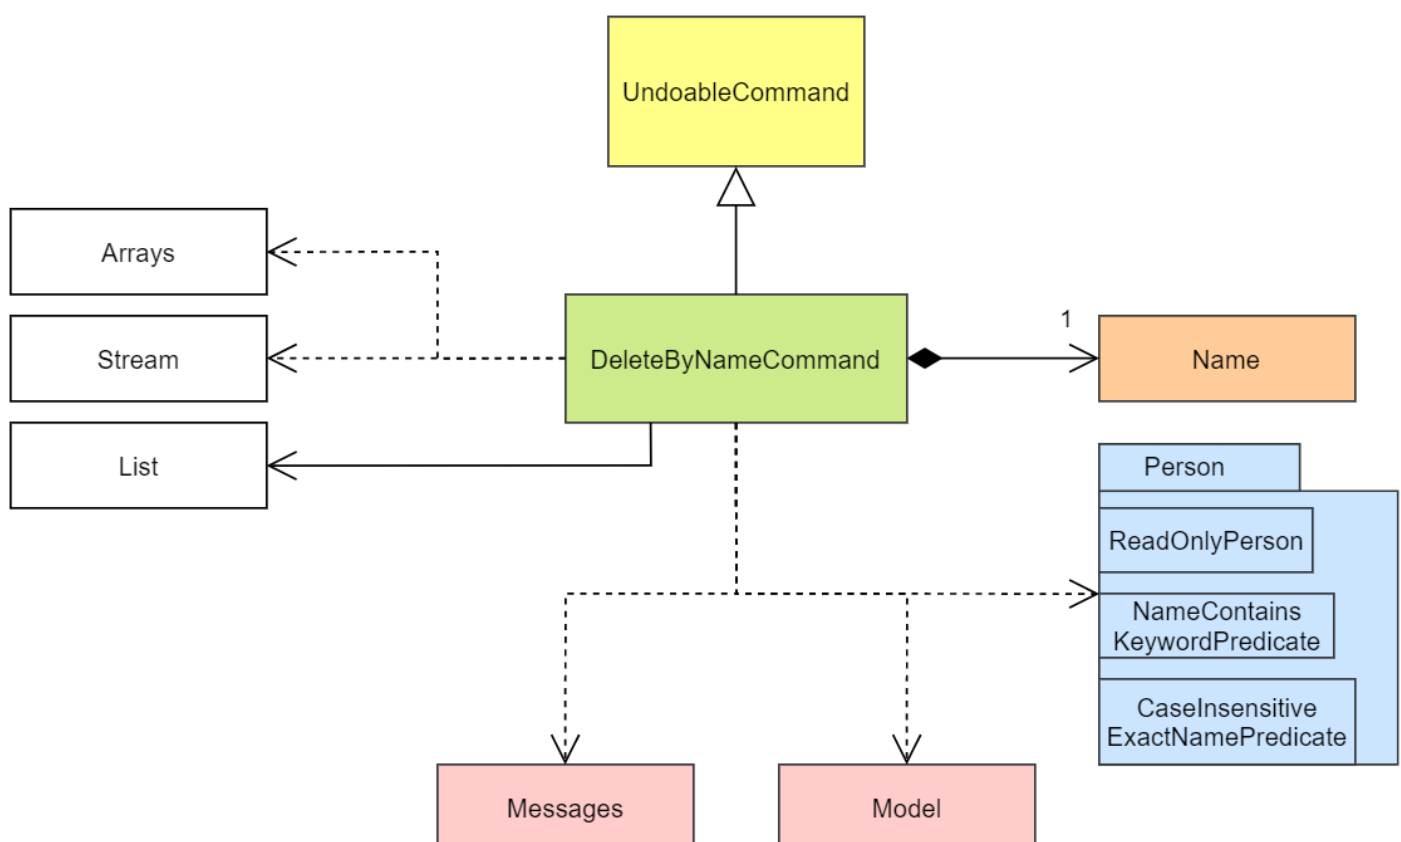 UndoableCommand
Arrays
Stream
List
DeleteByNameCommand
1
Name
Person
ReadOnlyPerson
NameContains
KeywordPredicate
CaseInsensitive
ExactNamePredicate
Messages
Model